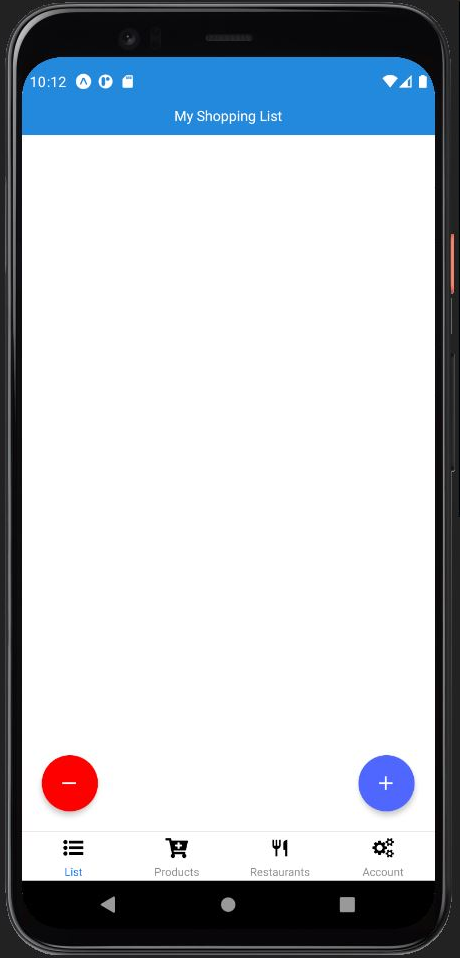 10:12
My Shopping List
List
Products
Restaurants
Account